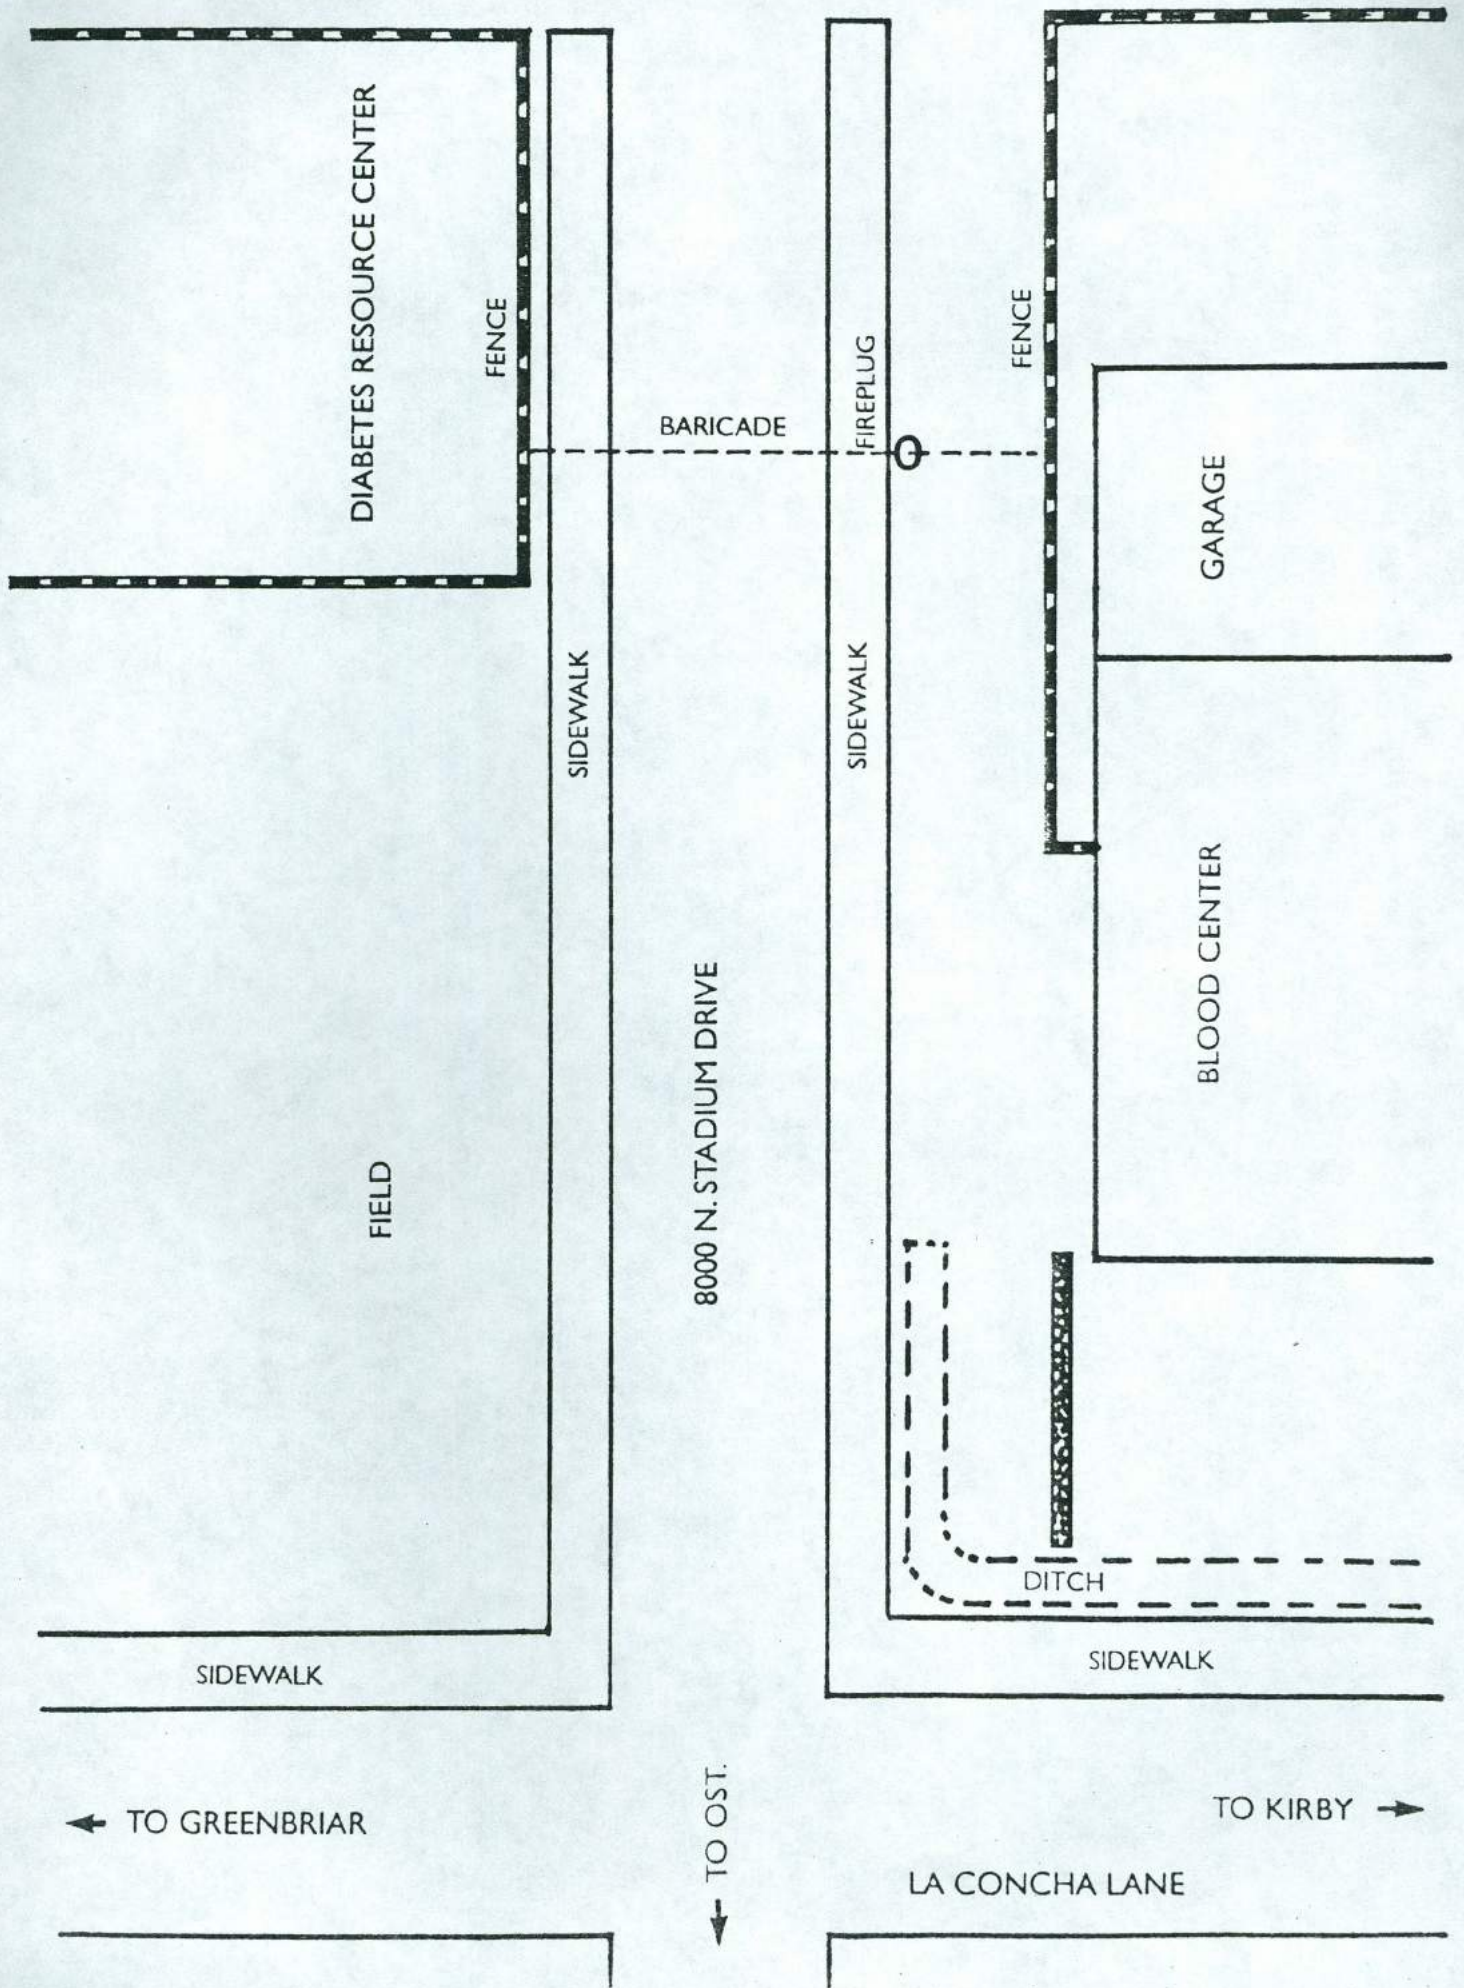 DIABETES RESOURCE CENTER
FENCE
BARICADE
FIREPLUG
FENCE
GARAGE
SIDEWALK
SIDEWALK
BLOOD CENTER
8000 N. STADIUM DRIVE
FIELD
DITCH
SIDEWALK
SIDEWALK
TO GREENBRIAR
TO OST.
TO KIRBY
LA CONCHA LANE